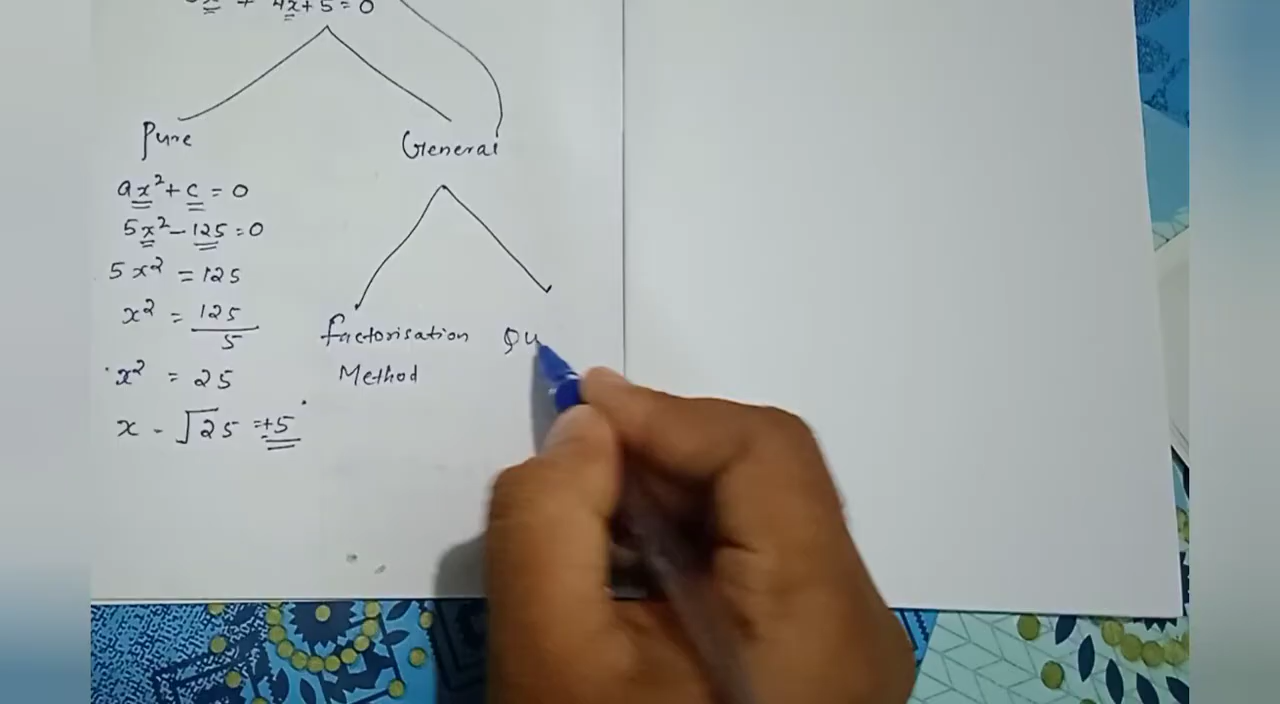 4x + 5 = 0
Pure
General
ax² + c = 0
5x² - 125 = 0
5x² = 125
x² = 125
5
x² = 25
x - √25 = ±5
factorisation Qu
Method